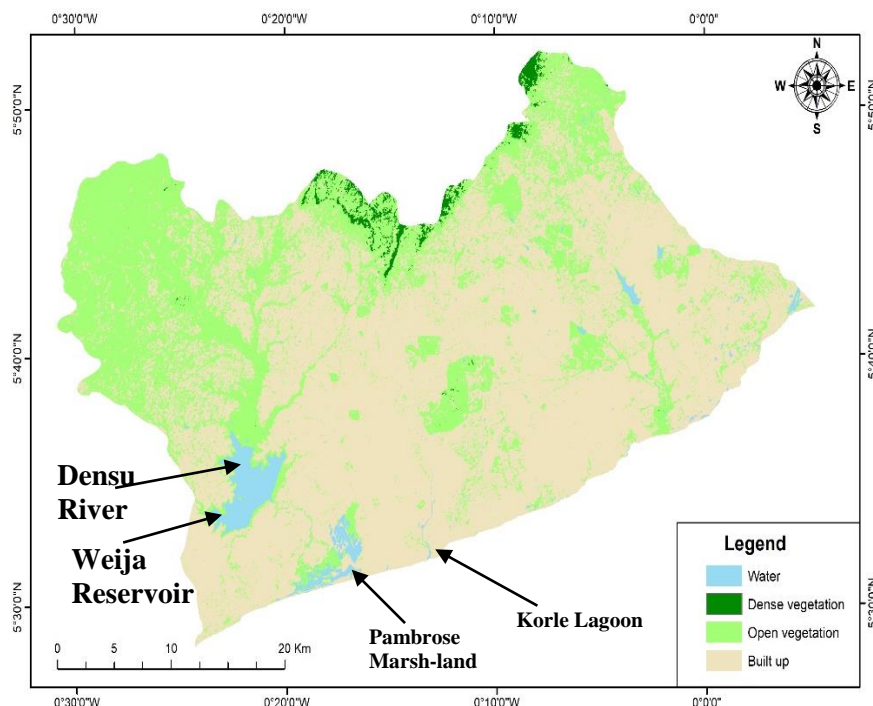 0°30'0"W 0°20'0"W 0°10'0"W 0°0'0"
N
W E
S
5°50'0"N 5°50'0"N
5°40'0"N 5°40'0"N
Densu
River
Weija
Reservoir
Legend
Water
Dense vegetation
Open vegetation
Built up
5°30'0"N 5°30'0"N
Korle Lagoon
Pambrose
Marsh-land
0 5 10 20 Km
0°30'0"W 0°20'0"W 0°10'0"W 0°0'0"